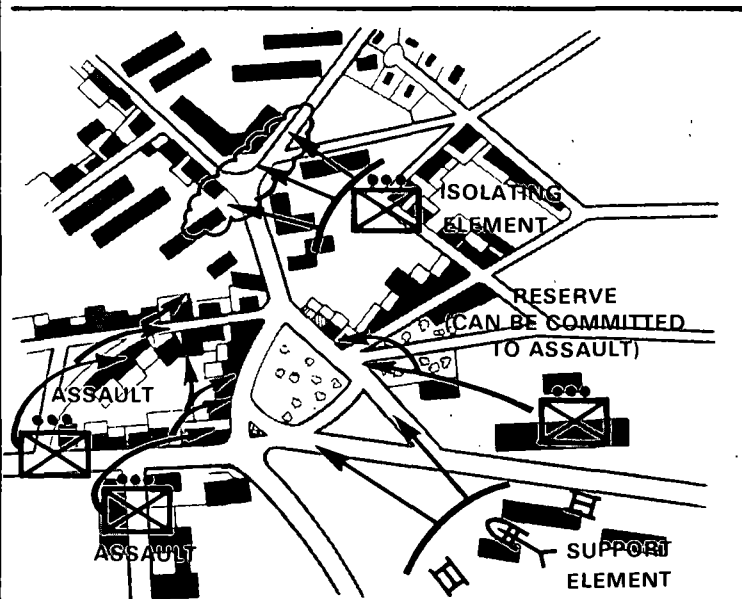 ISOLATING
ELEMENT
RESERVE
(CAN BE COMMITTED
TO ASSAULT)
ASSAULT
ASSAULT
SUPPORT
ELEMENT